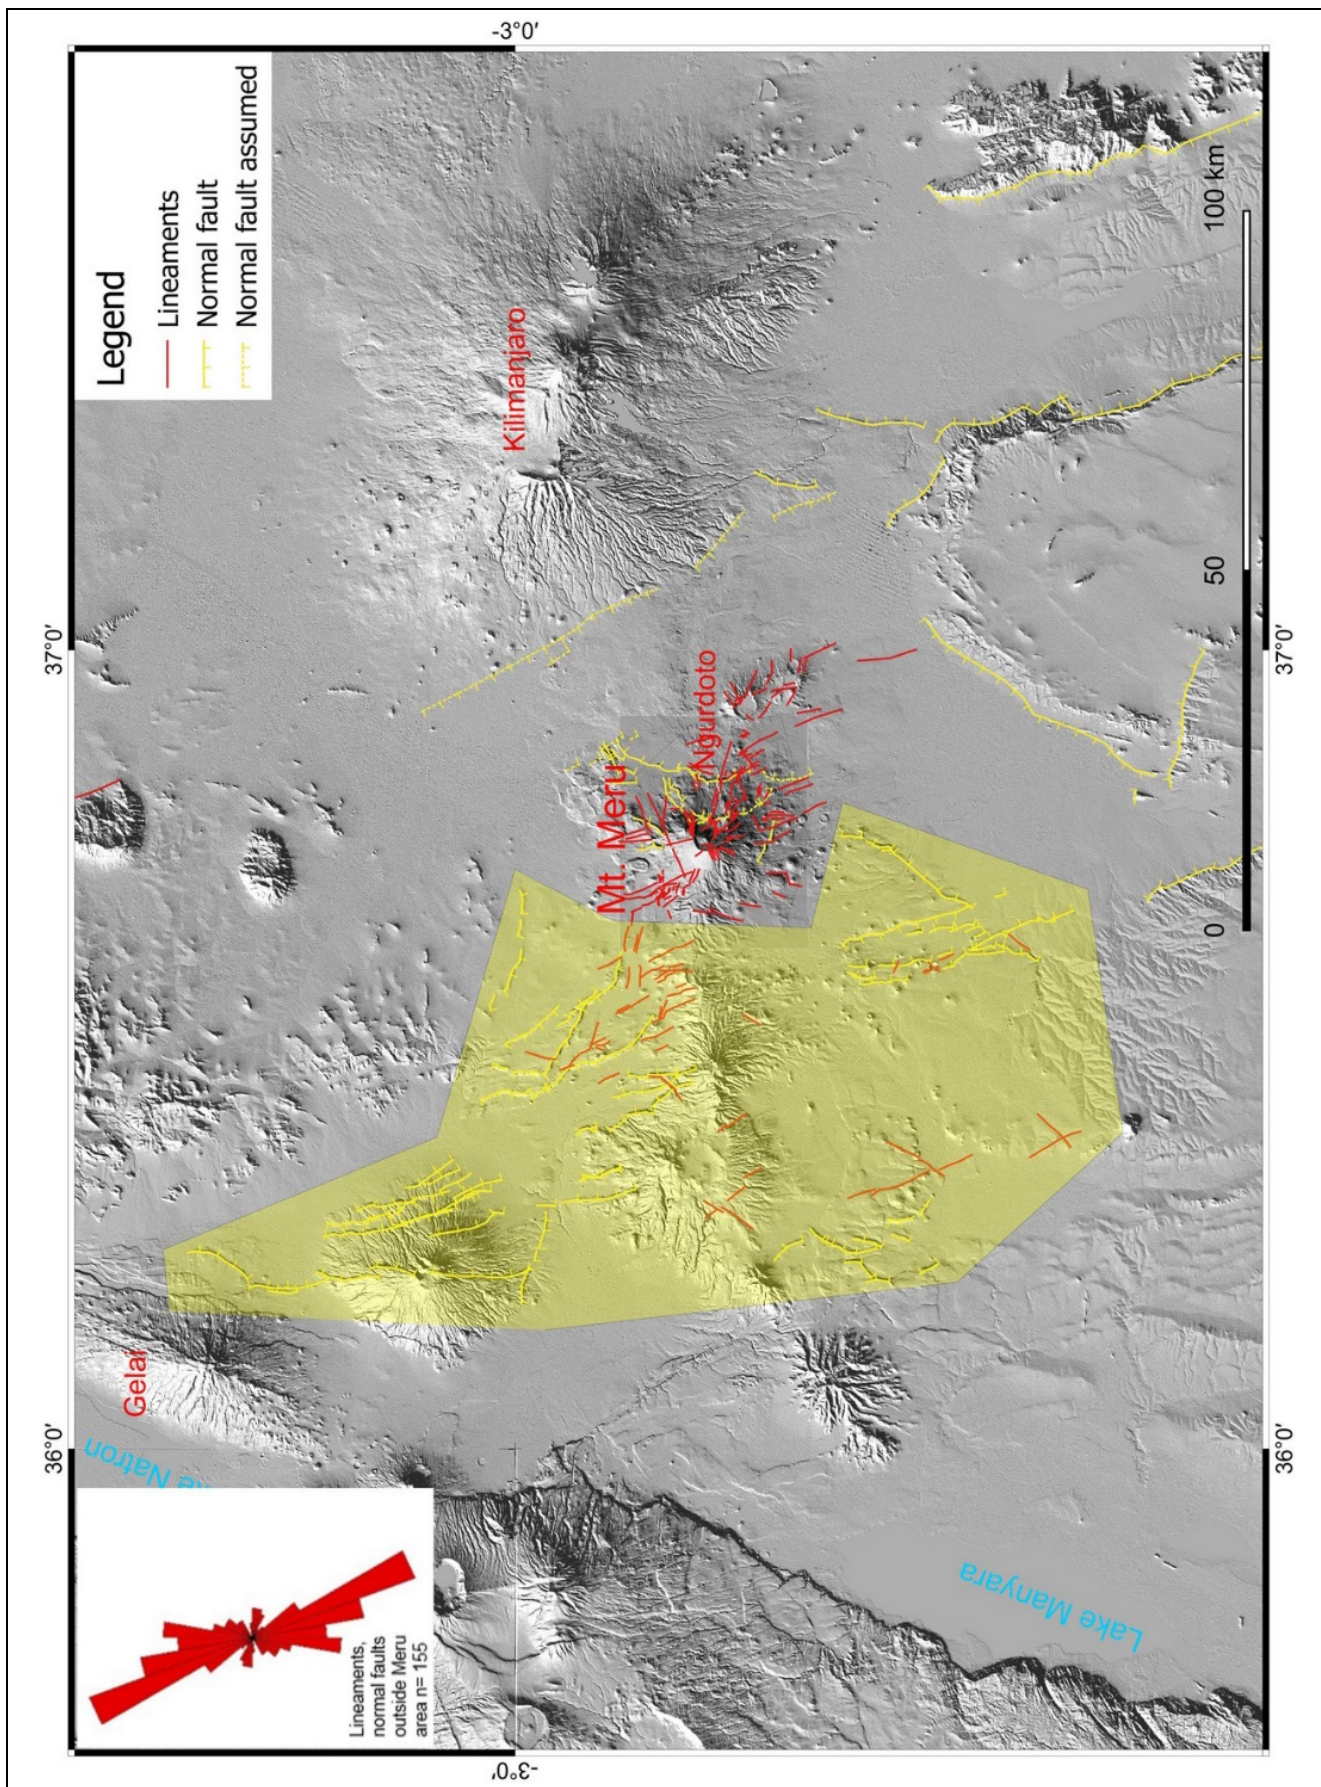 -3°0′
Legend
Lineaments
Normal fault
Normal fault assumed
Kilimanjaro
100 km
50
0
37°0′
37°0′
Ngurdoto
Mt. Meru
Gelai
Natron
36°0′
36°0′
Lake Manyara
Lineaments,
normal faults
outside Meru
area n= 155
-3°0′